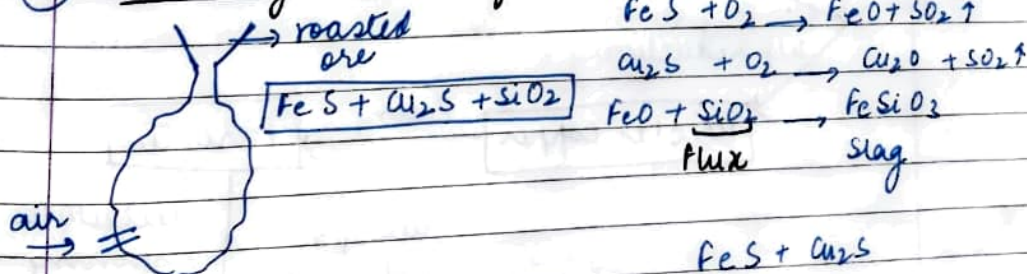 FeS + O2 → FeO + SO2 ↑
→ roasted
ore
Cu2S + O2 → Cu2O + SO2 ↑
FeS + Cu2S + SiO2
FeO + SiO2 → FeSiO3
Flux
Slag
air →
FeS + Cu2S